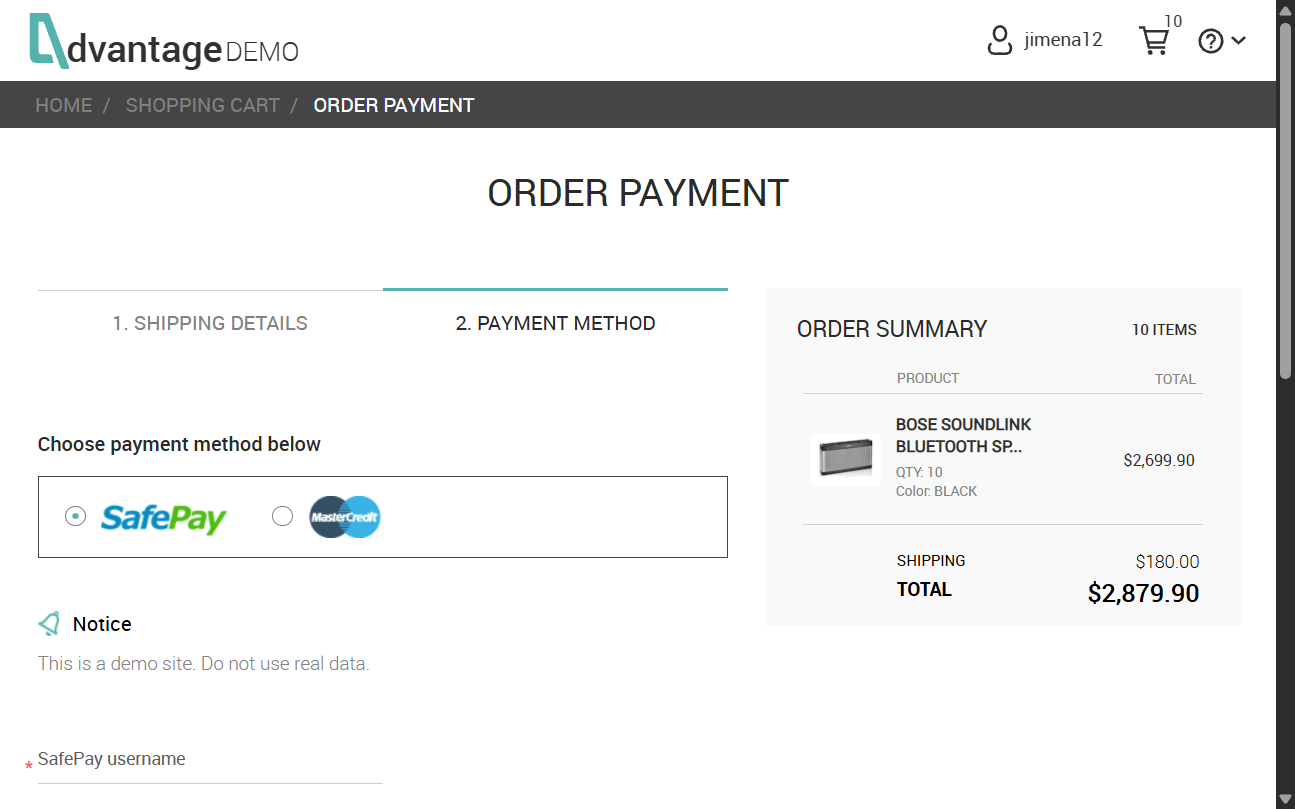 dvantage DEMO
jimena12
10
?
HOME / SHOPPING CART / ORDER PAYMENT
ORDER PAYMENT
1. SHIPPING DETAILS
2. PAYMENT METHOD
Choose payment method below
SafePay
MasterCredit
Notice
This is a demo site. Do not use real data.
* SafePay username
ORDER SUMMARY
10 ITEMS
PRODUCT
TOTAL
BOSE SOUNDLINK
BLUETOOTH SP...
QTY: 10
Color: BLACK
$2,699.90
SHIPPING
$180.00
TOTAL
$2,879.90